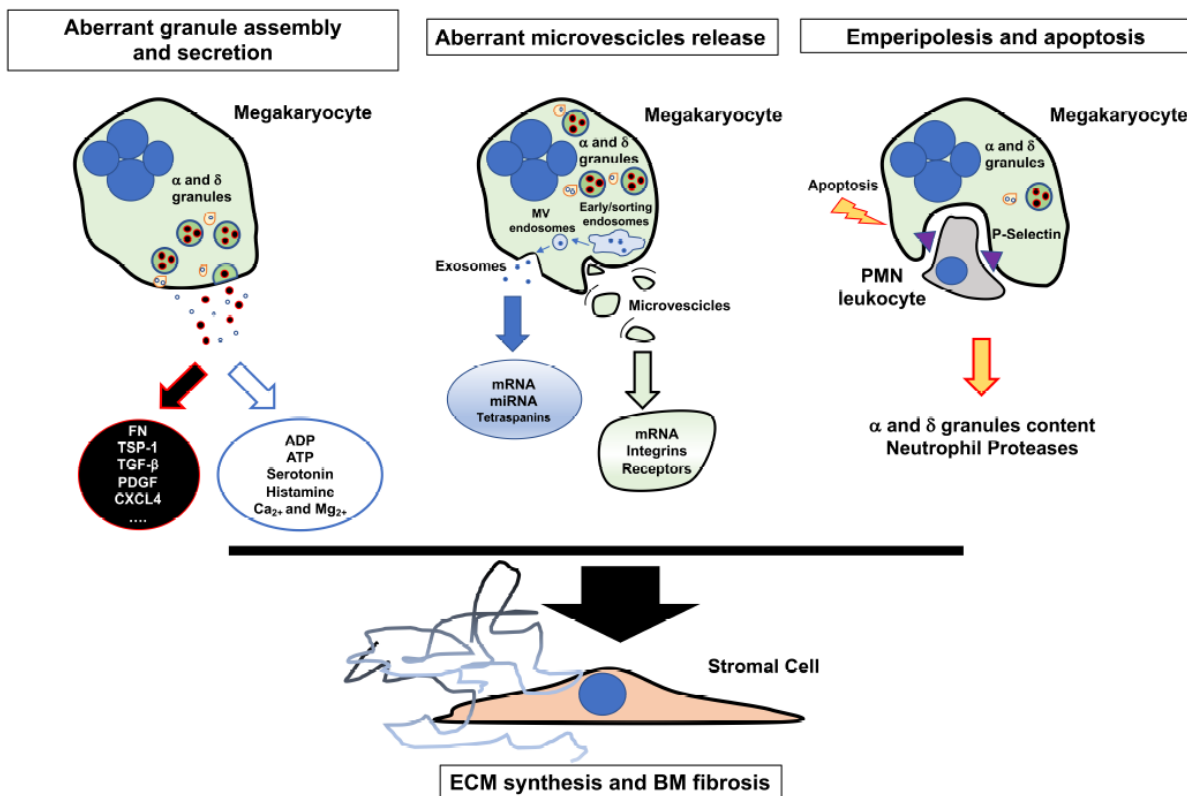 Aberrant granule assembly
and secretion
Megakaryocyte
α and δ
granules
FN
TSP-1
TGF-β
PDGF
CXCL4
....
ADP
ATP
Serotonin
Histamine
Ca2+ and Mg2+
Aberrant microvescicles release
Megakaryocyte
α and δ
granules
MV
endosomes
Early/sorting
endosomes
Exosomes
Microvescicles
mRNA
miRNA
Tetraspanins
mRNA
Integrins
Receptors
Emperipolesis and apoptosis
Megakaryocyte
α and δ
granules
Apoptosis
P-Selectin
PMN
leukocyte
α and δ granules content
Neutrophil Proteases
Stromal Cell
ECM synthesis and BM fibrosis